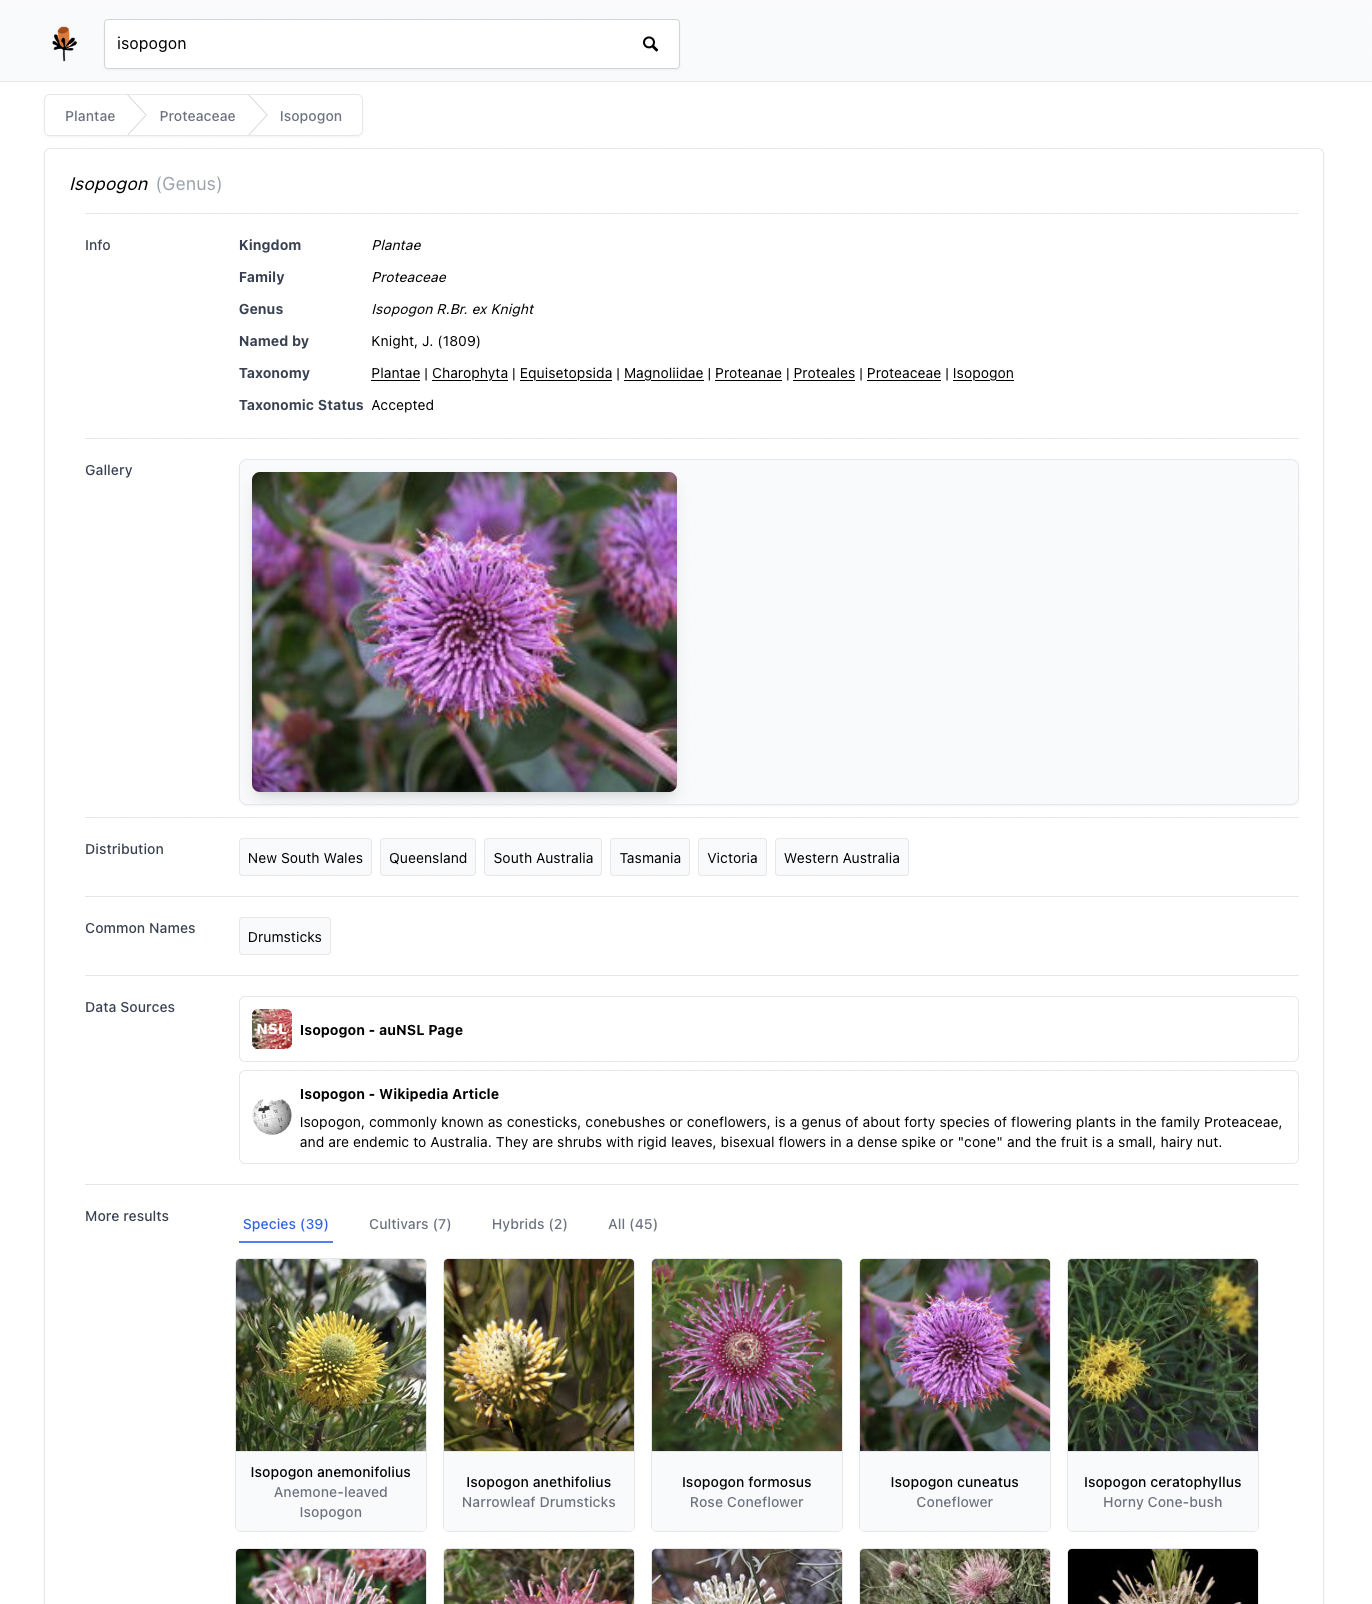 isopogon
Plantae
Proteaceae
Isopogon
Isopogon (Genus)
Info
Kingdom Plantae
Family Proteaceae
Genus Isopogon R.Br. ex Knight
Named by Knight, J. (1809)
Taxonomy Plantae | Charophyta | Equisetopsida | Magnoliidae | Proteanae | Proteales | Proteaceae | Isopogon
Taxonomic Status Accepted
Gallery
Distribution
New South Wales
Queensland
South Australia
Tasmania
Victoria
Western Australia
Common Names
Drumsticks
Data Sources
NSL
Isopogon - auNSL Page
Isopogon - Wikipedia Article
Isopogon, commonly known as conesticks, conebushes or coneflowers, is a genus of about forty species of flowering plants in the family Proteaceae,
and are endemic to Australia. They are shrubs with rigid leaves, bisexual flowers in a dense spike or "cone" and the fruit is a small, hairy nut.
More results
Species (39)
Cultivars (7)
Hybrids (2)
All (45)
Isopogon anemonifolius
Anemone-leaved
Isopogon
Isopogon anethifolius
Narrowleaf Drumsticks
Isopogon formosus
Rose Coneflower
Isopogon cuneatus
Coneflower
Isopogon ceratophyllus
Horny Cone-bush